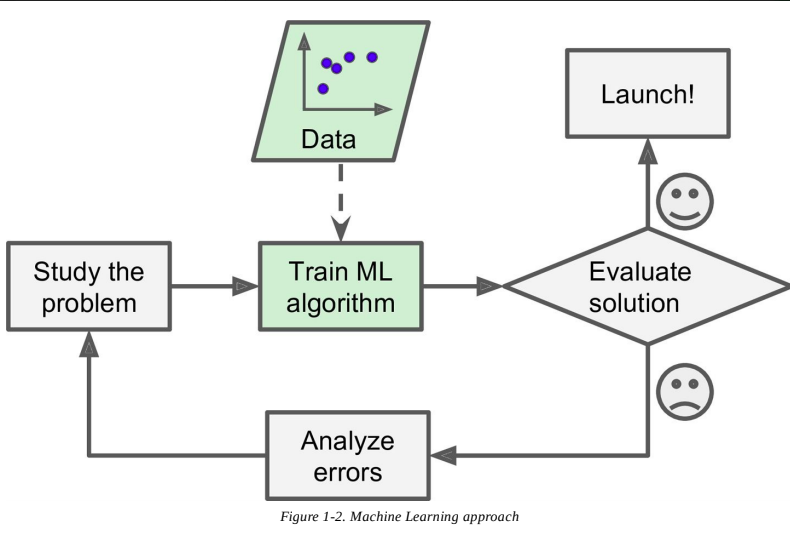 Data
Launch!
Study the
problem
Train ML
algorithm
Evaluate
solution
Analyze
errors
Figure 1-2. Machine Learning approach